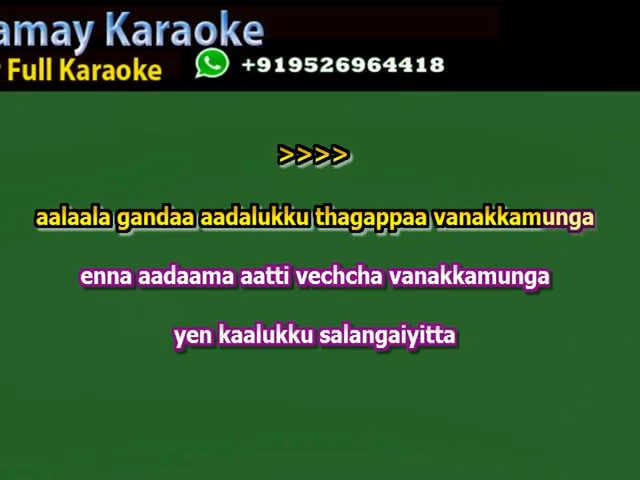 amay Karaoke
Full Karaoke
+919526964418
>>>>
aalaala gandaa aadalukku thagappaa vanakkamunga
enna aadaama aatti vechcha vanakkamunga
yen kaalukku salangaiyitta